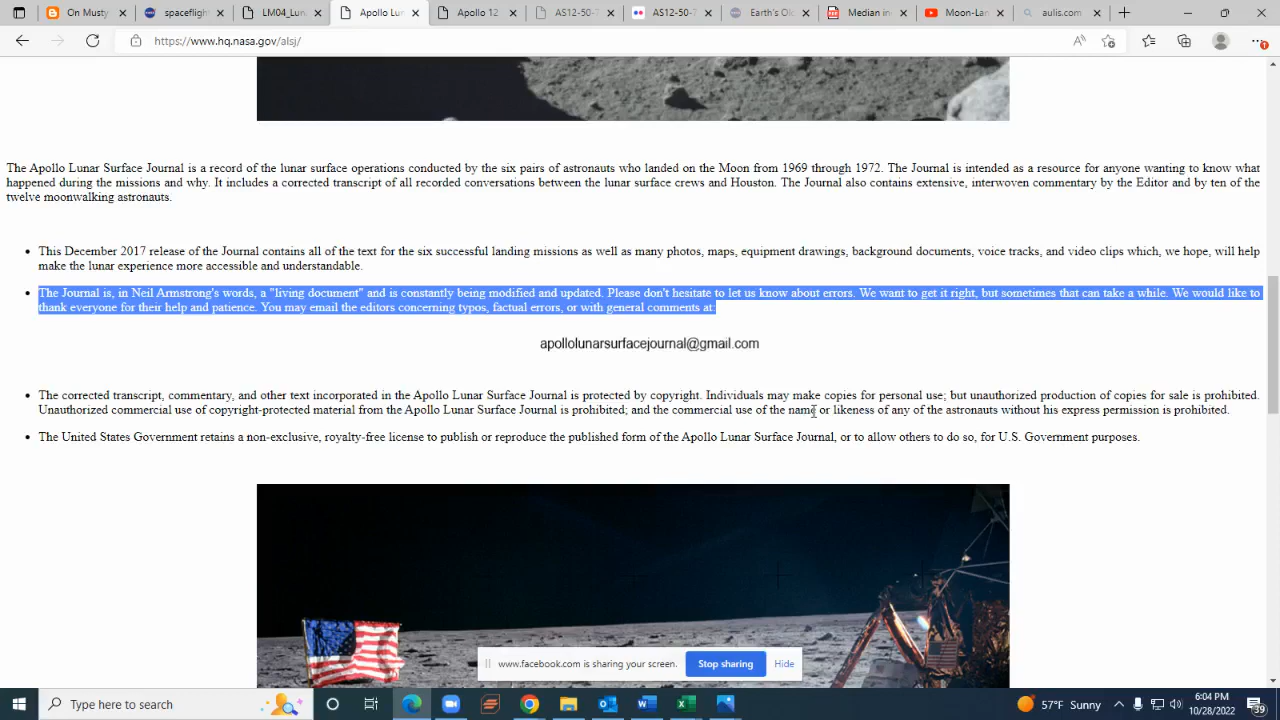 On Mo
spaceflight
LM04_Lun
Apollo Lun
Apollo 12
AS12-50-7
AS12-50-7
Earth's Or
Median in
Moon-Lan
aulis.com
https://www.hq.nasa.gov/alsj/
The Apollo Lunar Surface Journal is a record of the lunar surface operations conducted by the six pairs of astronauts who landed on the Moon from 1969 through 1972. The Journal is intended as a resource for anyone wanting to know what
happened during the missions and why. It includes a corrected transcript of all recorded conversations between the lunar surface crews and Houston. The Journal also contains extensive, interwoven commentary by the Editor and by ten of the
twelve moonwalking astronauts.
• This December 2017 release of the Journal contains all of the text for the six successful landing missions as well as many photos, maps, equipment drawings, background documents, voice tracks, and video clips which, we hope, will help
make the lunar experience more accessible and understandable.
• The Journal is, in Neil Armstrong's words, a "living document" and is constantly being modified and updated. Please don't hesitate to let us know about errors. We want to get it right, but sometimes that can take a while. We would like to
thank everyone for their help and patience. You may email the editors concerning typos, factual errors, or with general comments at:
apollolunarsurfacejournal@gmail.com
• The corrected transcript, commentary, and other text incorporated in the Apollo Lunar Surface Journal is protected by copyright. Individuals may make copies for personal use; but unauthorized production of copies for sale is prohibited.
Unauthorized commercial use of copyright-protected material from the Apollo Lunar Surface Journal is prohibited; and the commercial use of the name or likeness of any of the astronauts without his express permission is prohibited.
• The United States Government retains a non-exclusive, royalty-free license to publish or reproduce the published form of the Apollo Lunar Surface Journal, or to allow others to do so, for U.S. Government purposes.
www.facebook.com is sharing your screen.
Stop sharing
Hide
Type here to search
57°F Sunny
6:04 PM
10/28/2022
39